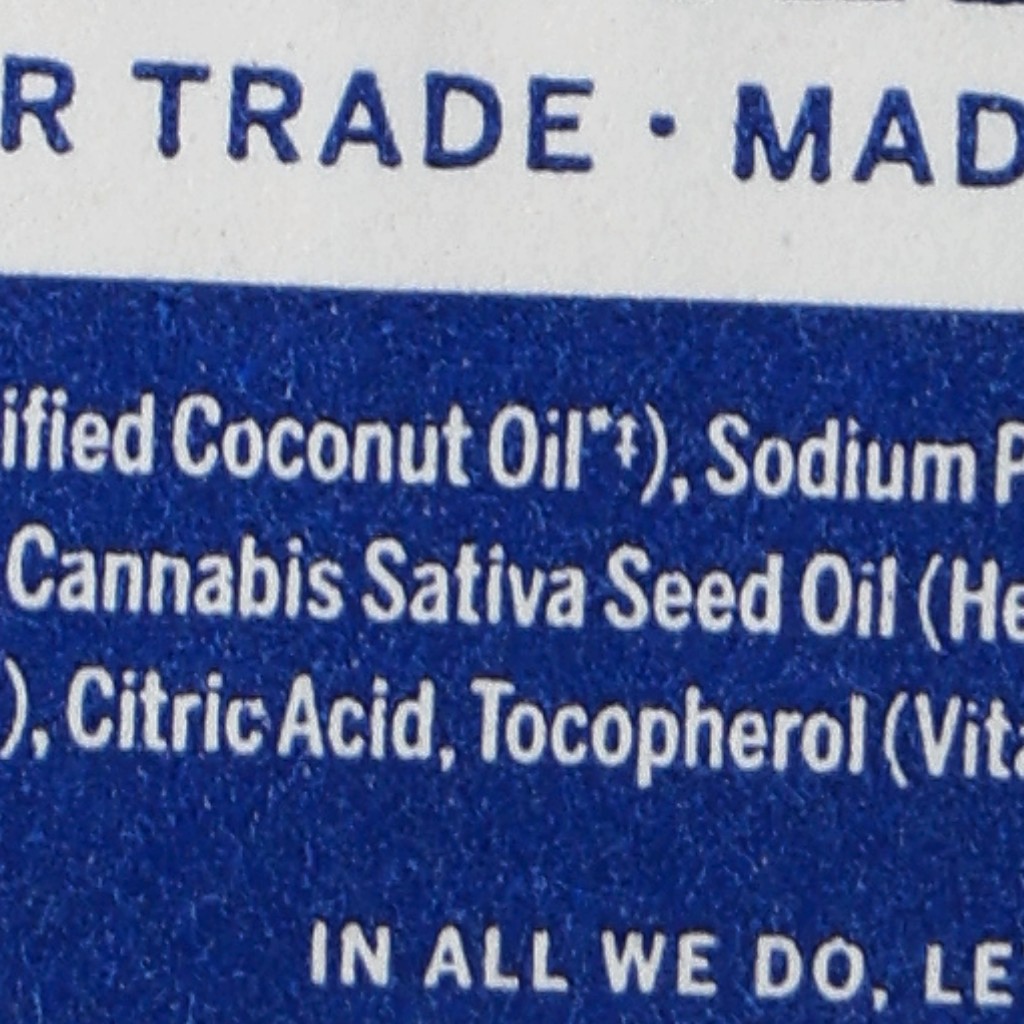 R TRADE · MAD
ified Coconut Oil*‡), Sodium P
Cannabis Sativa Seed Oil (He
), Citric Acid, Tocopherol (Vita
IN ALL WE DO, LE